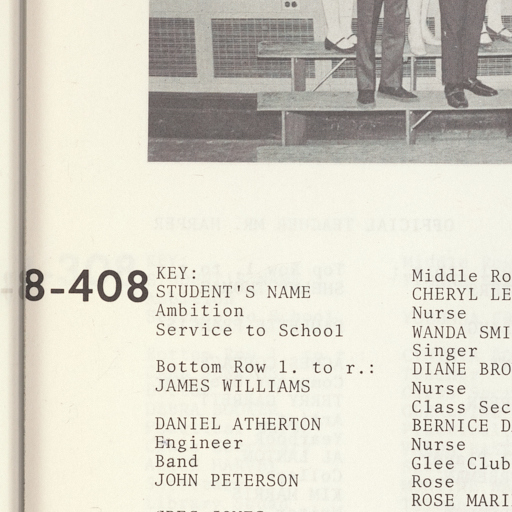 8-408
KEY:
STUDENT'S NAME
Ambition
Service to School
Bottom Row l. to r.:
JAMES WILLIAMS
DANIEL ATHERTON
Engineer
Band
JOHN PETERSON
Middle Ro
CHERYL LE
Nurse
WANDA SMI
Singer
DIANE BRO
Nurse
Class Sec
BERNICE D
Nurse
Glee Club
Rose
ROSE MARI